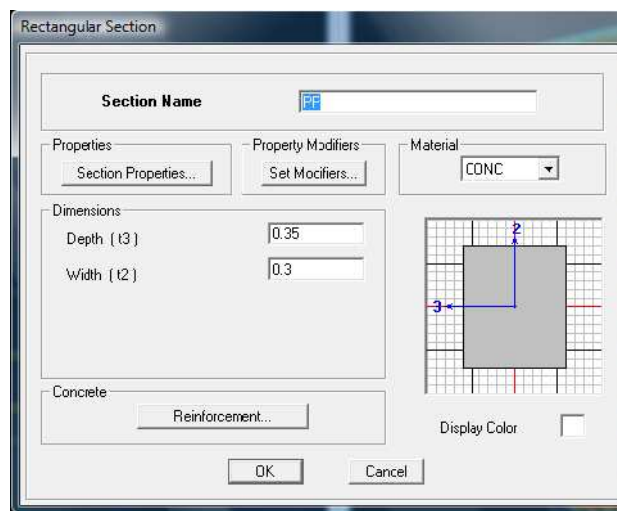 Rectangular Section
Section Name
PP
Properties
Property Modifiers
Material
Section Properties...
Set Modifiers...
CONC
Dimensions
Depth ( t3 )
0.35
Width ( t2 )
0.3
2
3
Concrete
Reinforcement...
Display Color
OK
Cancel